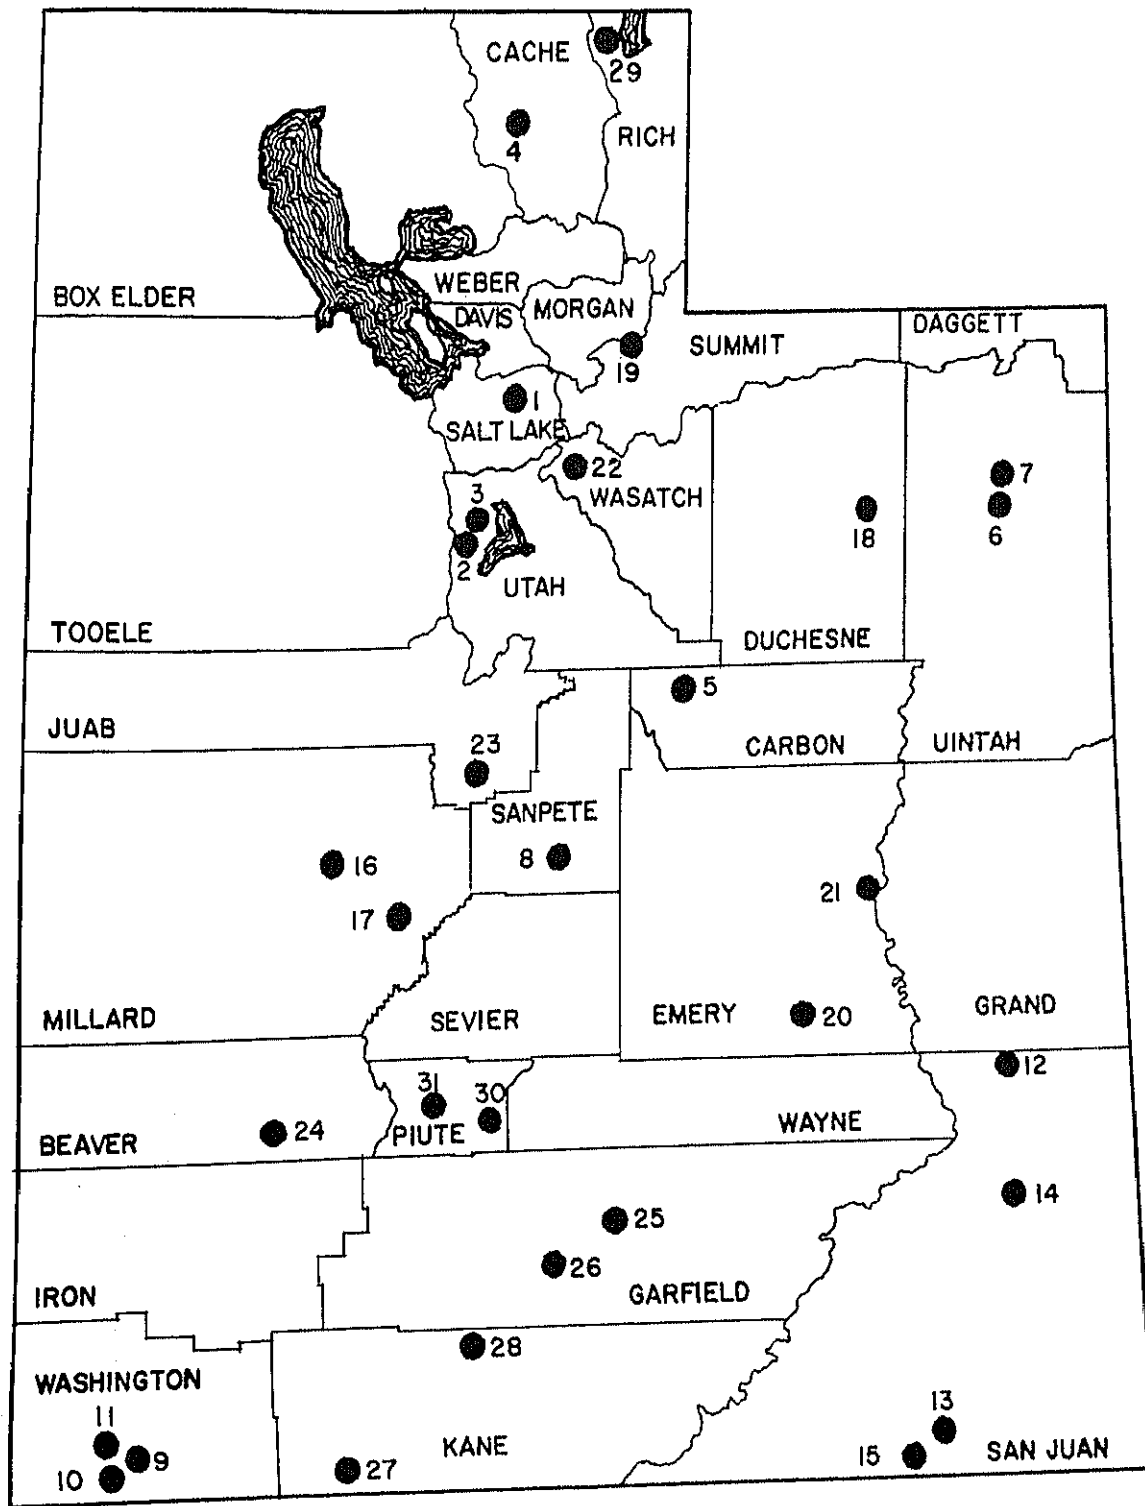 CACHE
29
4
RICH
WEBER
BOX ELDER
DAVIS
MORGAN
DAGGETT
SUMMIT
19
1
SALT LAKE
22
7
WASATCH
3
18
6
2
UTAH
TOOELE
DUCHESNE
5
JUAB
23
CARBON
UINTAH
SANPETE
16
8
21
17
MILLARD
SEVIER
EMERY
20
GRAND
12
31
30
24
PIUTE
WAYNE
BEAVER
14
25
26
IRON
GARFIELD
28
WASHINGTON
13
11
KANE
SAN JUAN
9
15
10
27